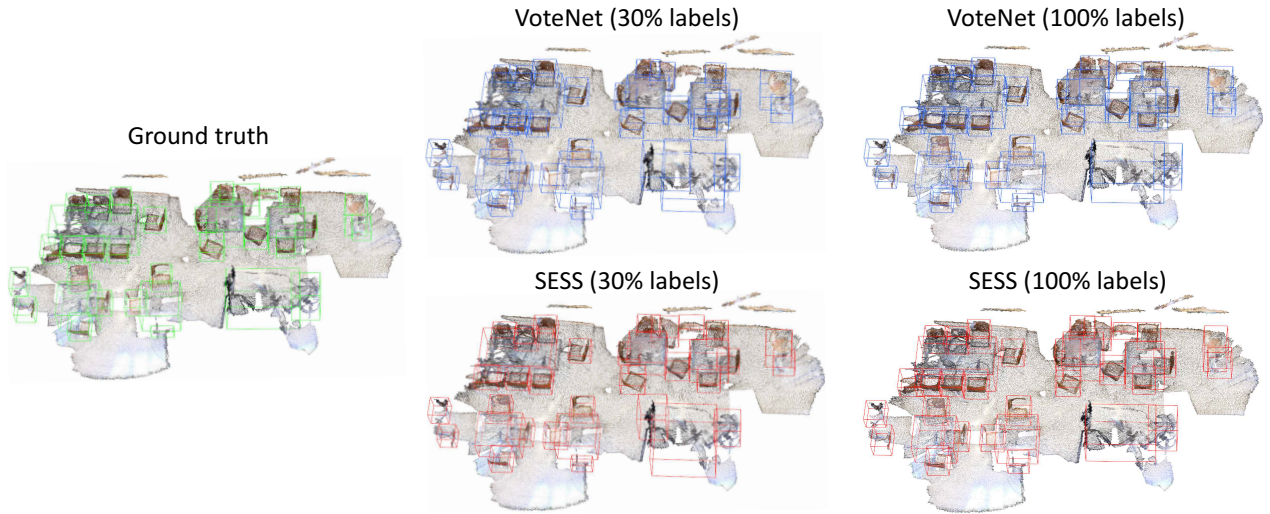 VoteNet (30% labels)
VoteNet (100% labels)
Ground truth
SESS (30% labels)
SESS (100% labels)